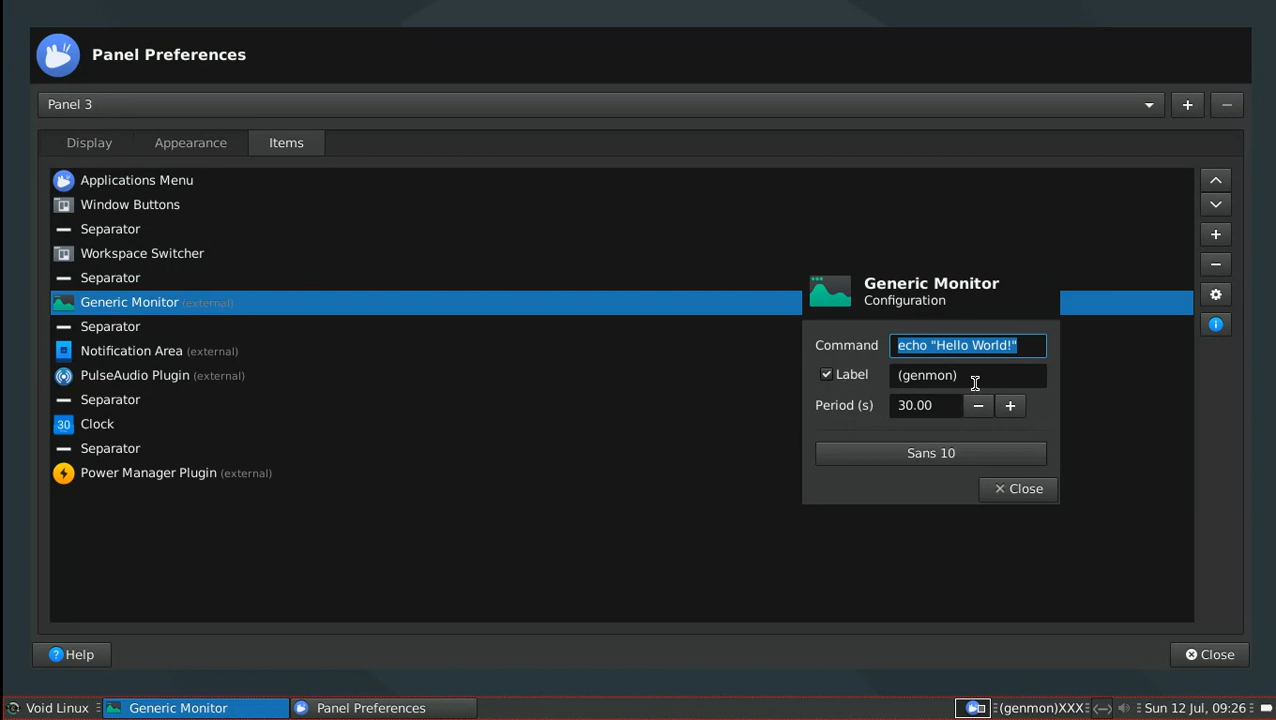 Panel Preferences
Panel 3
Display Appearance Items
Applications Menu
Window Buttons
Separator
Workspace Switcher
Separator
Generic Monitor (external)
Separator
Notification Area (external)
PulseAudio Plugin (external)
Separator
30 Clock
Separator
Power Manager Plugin (external)
Generic Monitor
Configuration
Command echo "Hello World!"
Label (genmon)
Period (s) 30.00
Sans 10
Close
Help
Close
Void Linux Generic Monitor Panel Preferences (genmon)XXX Sun 12 Jul, 09:26